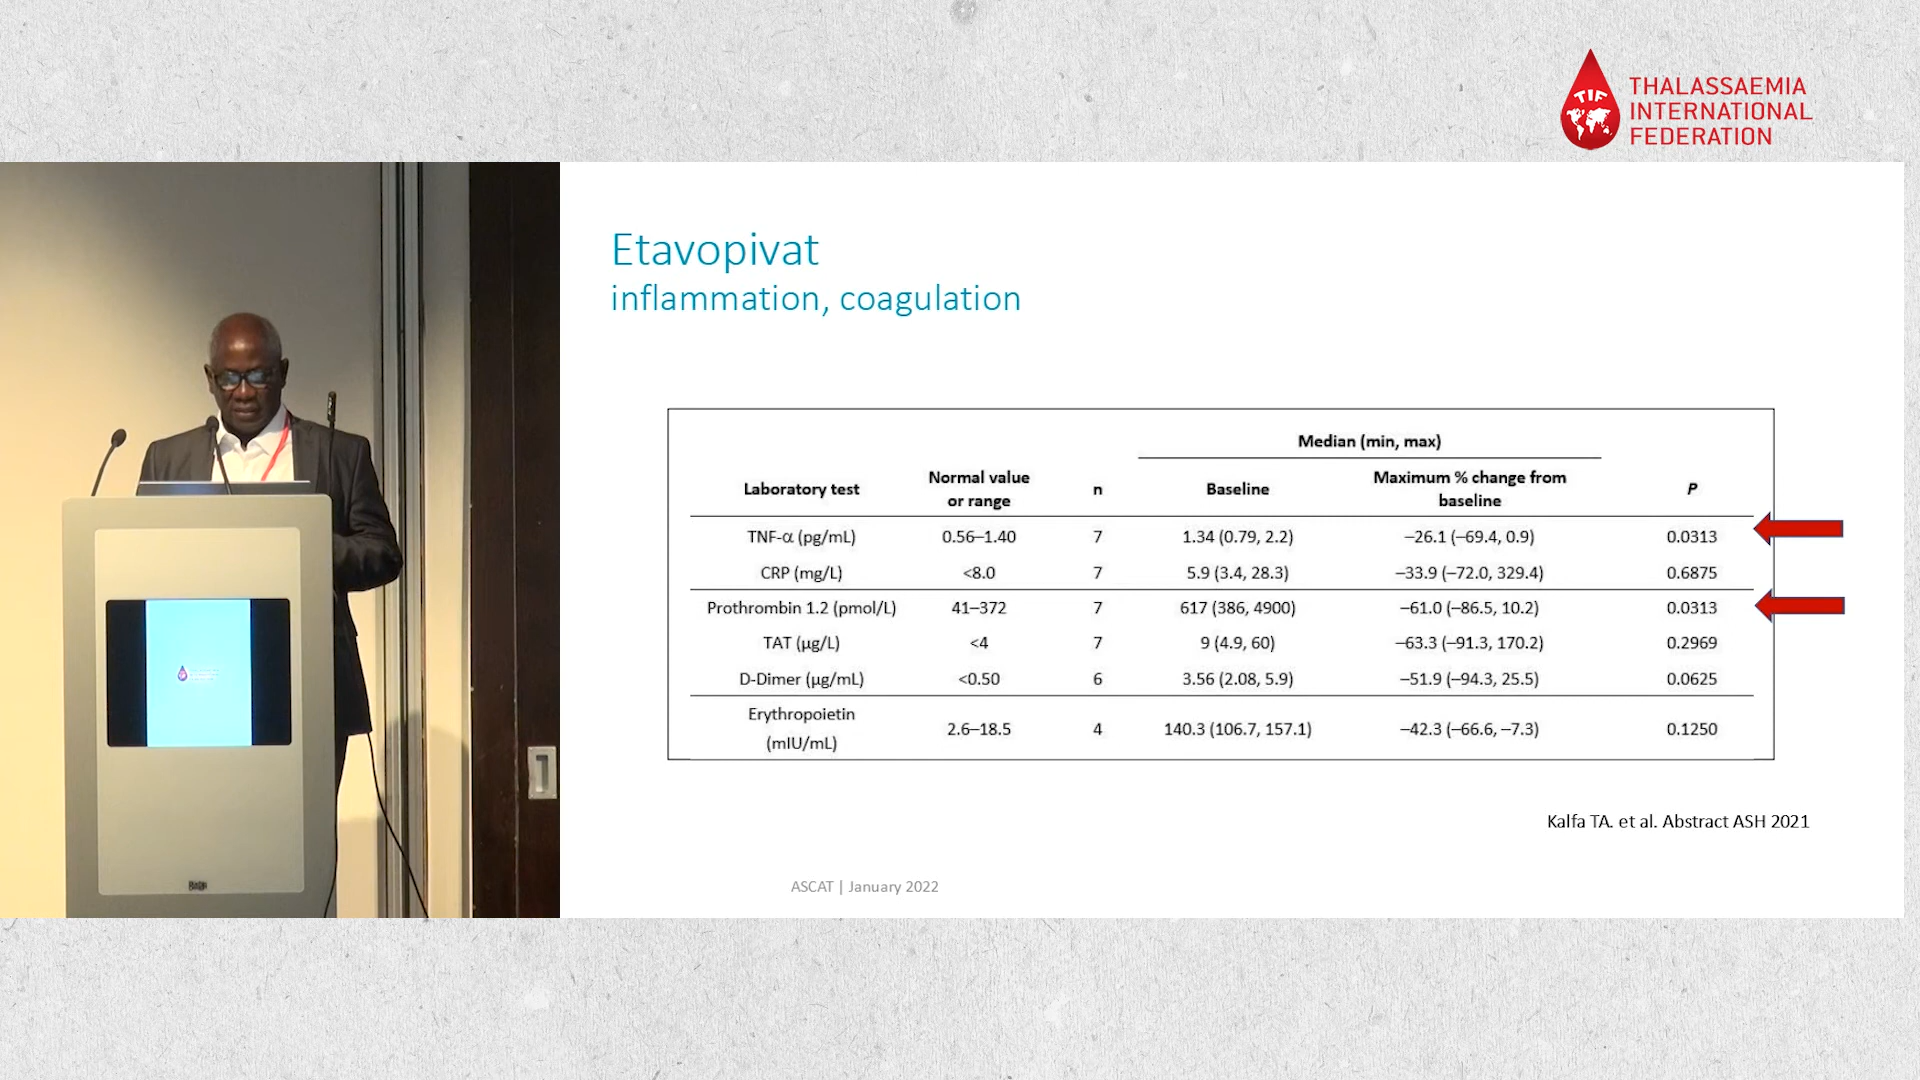 TIF
THALASSAEMIA
INTERNATIONAL
FEDERATION
Etavopivat
inflammation, coagulation
Median (min, max)
Laboratory test Normal value or range n Baseline Maximum % change from baseline P
TNF-α (pg/mL) 0.56–1.40 7 1.34 (0.79, 2.2) –26.1 (–69.4, 0.9) 0.0313
CRP (mg/L) <8.0 7 5.9 (3.4, 28.3) –33.9 (–72.0, 329.4) 0.6875
Prothrombin 1.2 (pmol/L) 41–372 7 617 (386, 4900) –61.0 (–86.5, 10.2) 0.0313
TAT (µg/L) <4 7 9 (4.9, 60) –63.3 (–91.3, 170.2) 0.2969
D-Dimer (µg/mL) <0.50 6 3.56 (2.08, 5.9) –51.9 (–94.3, 25.5) 0.0625
Erythropoietin (mIU/mL) 2.6–18.5 4 140.3 (106.7, 157.1) –42.3 (–66.6, –7.3) 0.1250
Kalfa TA. et al. Abstract ASH 2021
ASCAT | January 2022